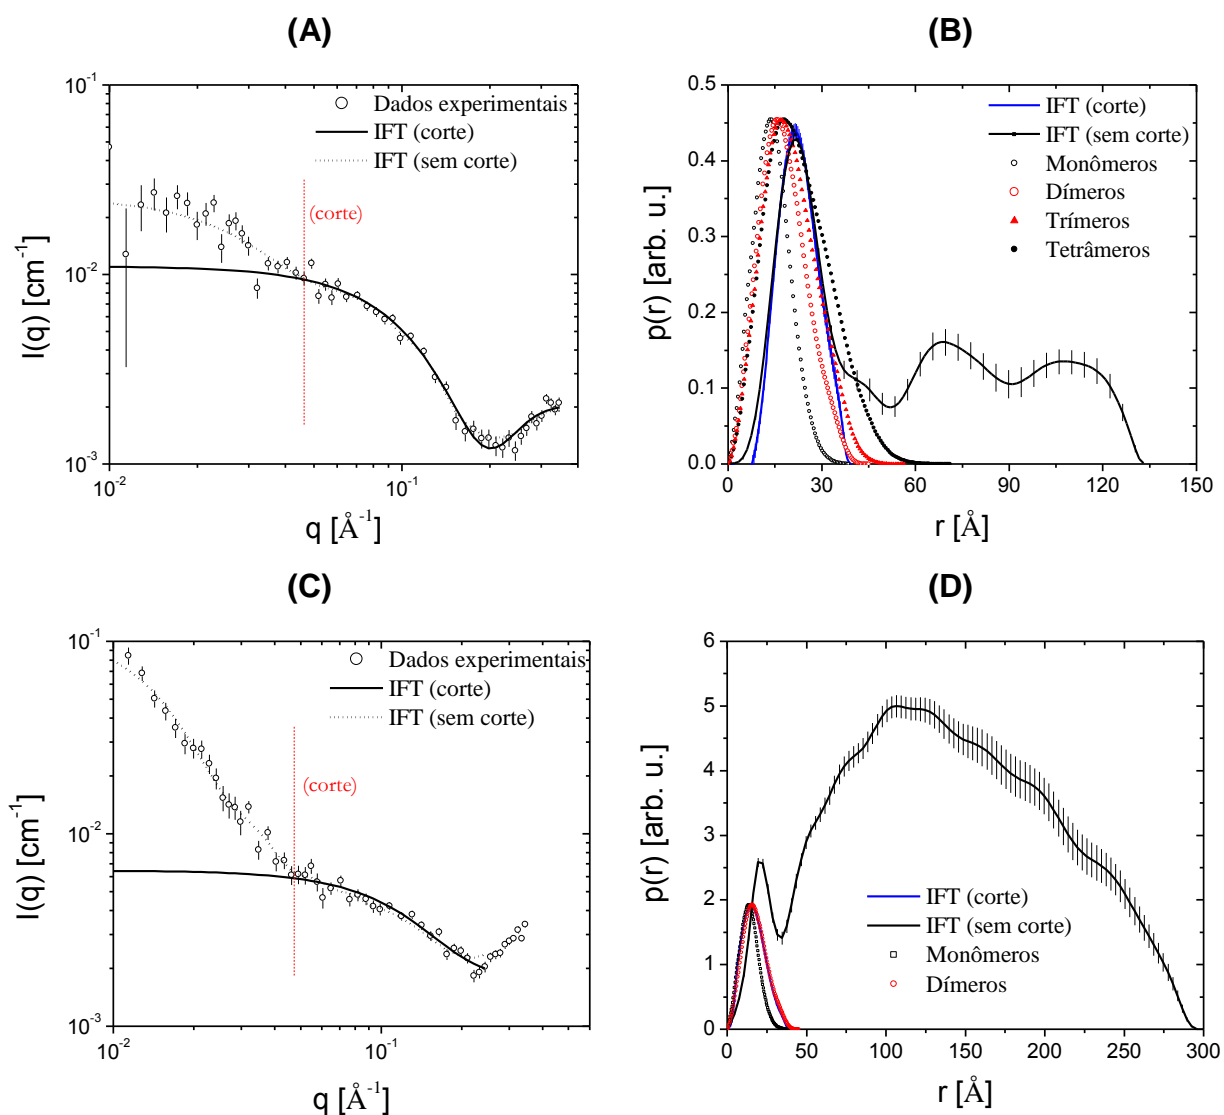 (A)
10^-1
10^-2
10^-3
10^-2
10^-1
I(q) [cm^-1]
q [Å^-1]
Dados experimentais
IFT (corte)
IFT (sem corte)
(corte)
(B)
0.5
0.4
0.3
0.2
0.1
0.0
0
30
60
90
120
150
p(r) [arb. u.]
r [Å]
IFT (corte)
IFT (sem corte)
Monômeros
Dímeros
Trímeros
Tetrâmeros
(C)
10^-1
10^-2
10^-3
10^-2
10^-1
I(q) [cm^-1]
q [Å^-1]
Dados experimentais
IFT (corte)
IFT (sem corte)
(corte)
(D)
6
5
4
3
2
1
0
0
50
100
150
200
250
300
p(r) [arb. u.]
r [Å]
IFT (corte)
IFT (sem corte)
Monômeros
Dímeros